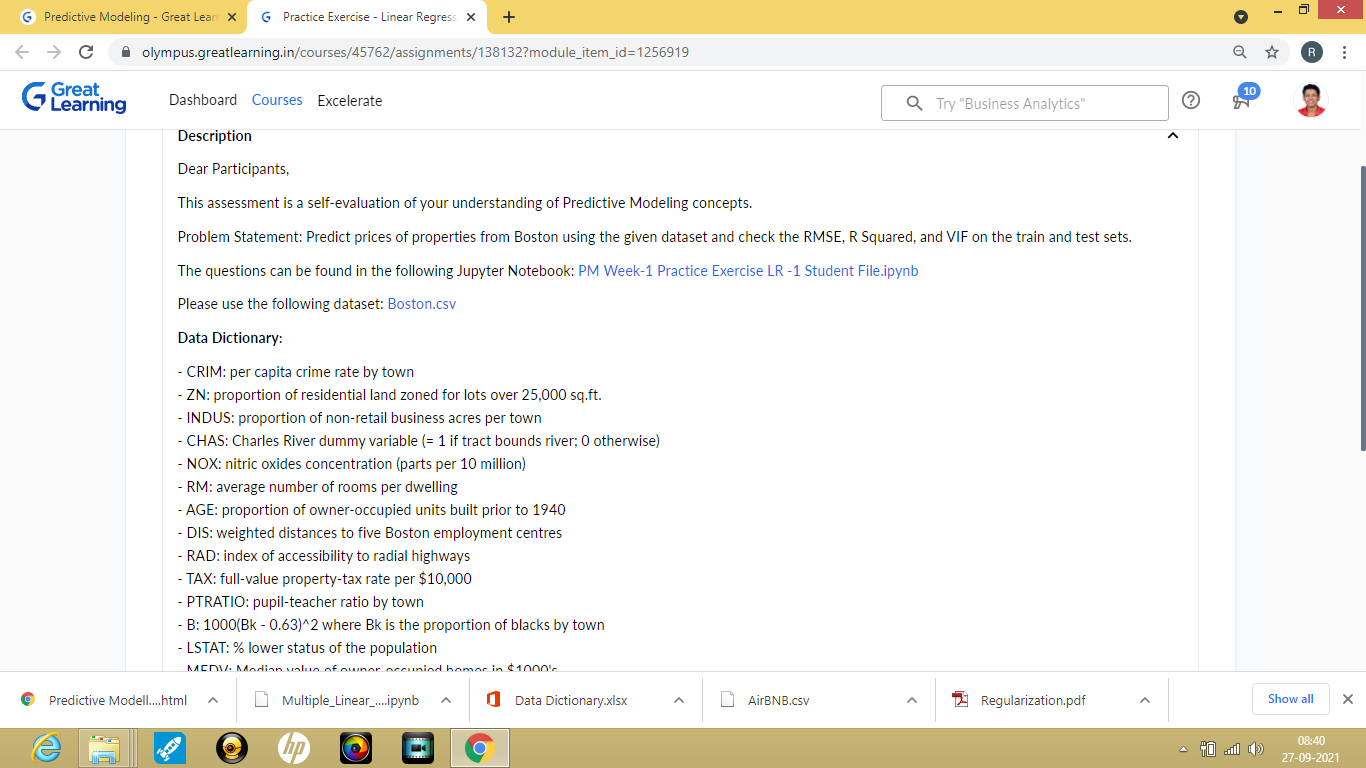 Predictive Modeling - Great Lear
Practice Exercise - Linear Regress
olympus.greatlearning.in/courses/45762/assignments/138132?module_item_id=1256919
R
Great
Learning
Dashboard Courses Excelerate
Try "Business Analytics"
10
Description
Dear Participants,
This assessment is a self-evaluation of your understanding of Predictive Modeling concepts.
Problem Statement: Predict prices of properties from Boston using the given dataset and check the RMSE, R Squared, and VIF on the train and test sets.
The questions can be found in the following Jupyter Notebook: PM Week-1 Practice Exercise LR -1 Student File.ipynb
Please use the following dataset: Boston.csv
Data Dictionary:
- CRIM: per capita crime rate by town
- ZN: proportion of residential land zoned for lots over 25,000 sq.ft.
- INDUS: proportion of non-retail business acres per town
- CHAS: Charles River dummy variable (= 1 if tract bounds river; 0 otherwise)
- NOX: nitric oxides concentration (parts per 10 million)
- RM: average number of rooms per dwelling
- AGE: proportion of owner-occupied units built prior to 1940
- DIS: weighted distances to five Boston employment centres
- RAD: index of accessibility to radial highways
- TAX: full-value property-tax rate per $10,000
- PTRATIO: pupil-teacher ratio by town
- B: 1000(Bk - 0.63)^2 where Bk is the proportion of blacks by town
- LSTAT: % lower status of the population
- MEDV: Median value of owner-occupied homes in $1000's
Predictive Modell....html
Multiple_Linear_....ipynb
Data Dictionary.xlsx
AirBNB.csv
Regularization.pdf
Show all
hp
08:40
27-09-2021